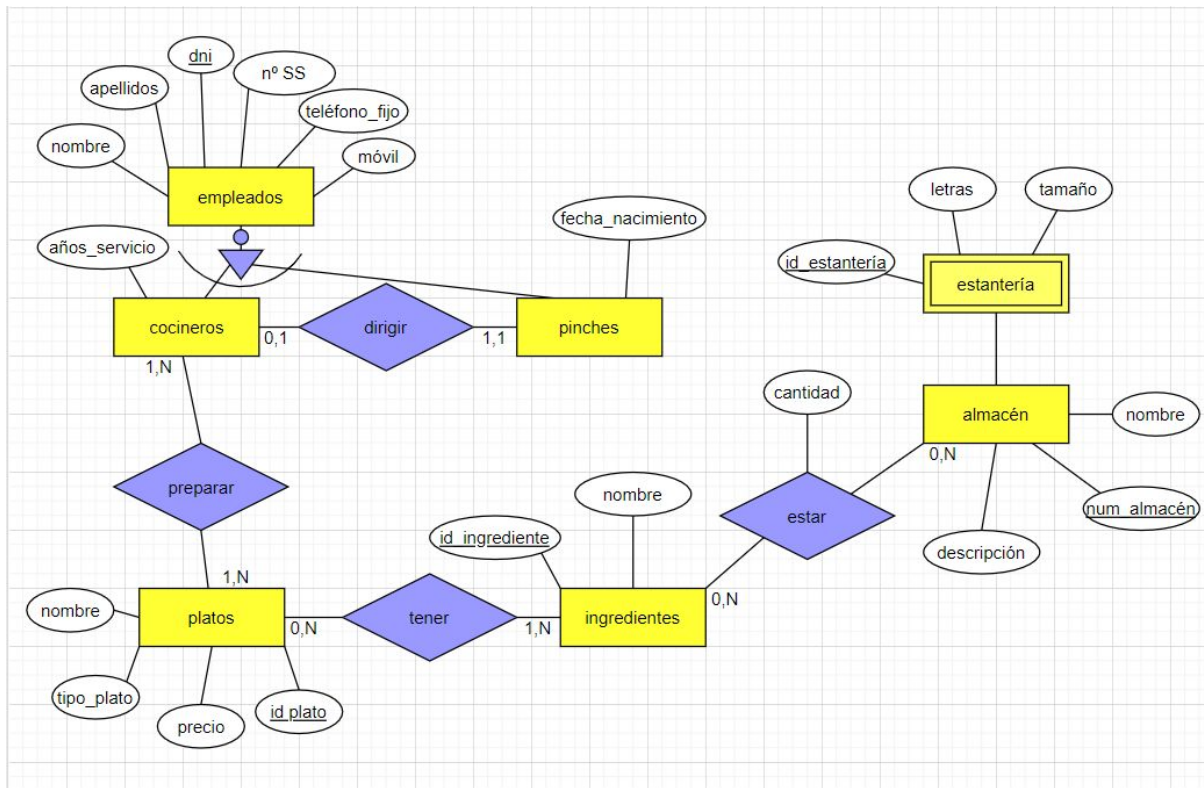 dni
nº SS
apellidos
teléfono_fijo
nombre
móvil
empleados
letras
tamaño
fecha_nacimiento
años_servicio
id_estantería
estantería
cocineros
dirigir
pinches
0,1
1,1
1,N
cantidad
almacén
nombre
0,N
preparar
nombre
estar
num_almacén
id_ingrediente
descripción
1,N
0,N
nombre
platos
tener
ingredientes
0,N
1,N
tipo_plato
precio
id plato